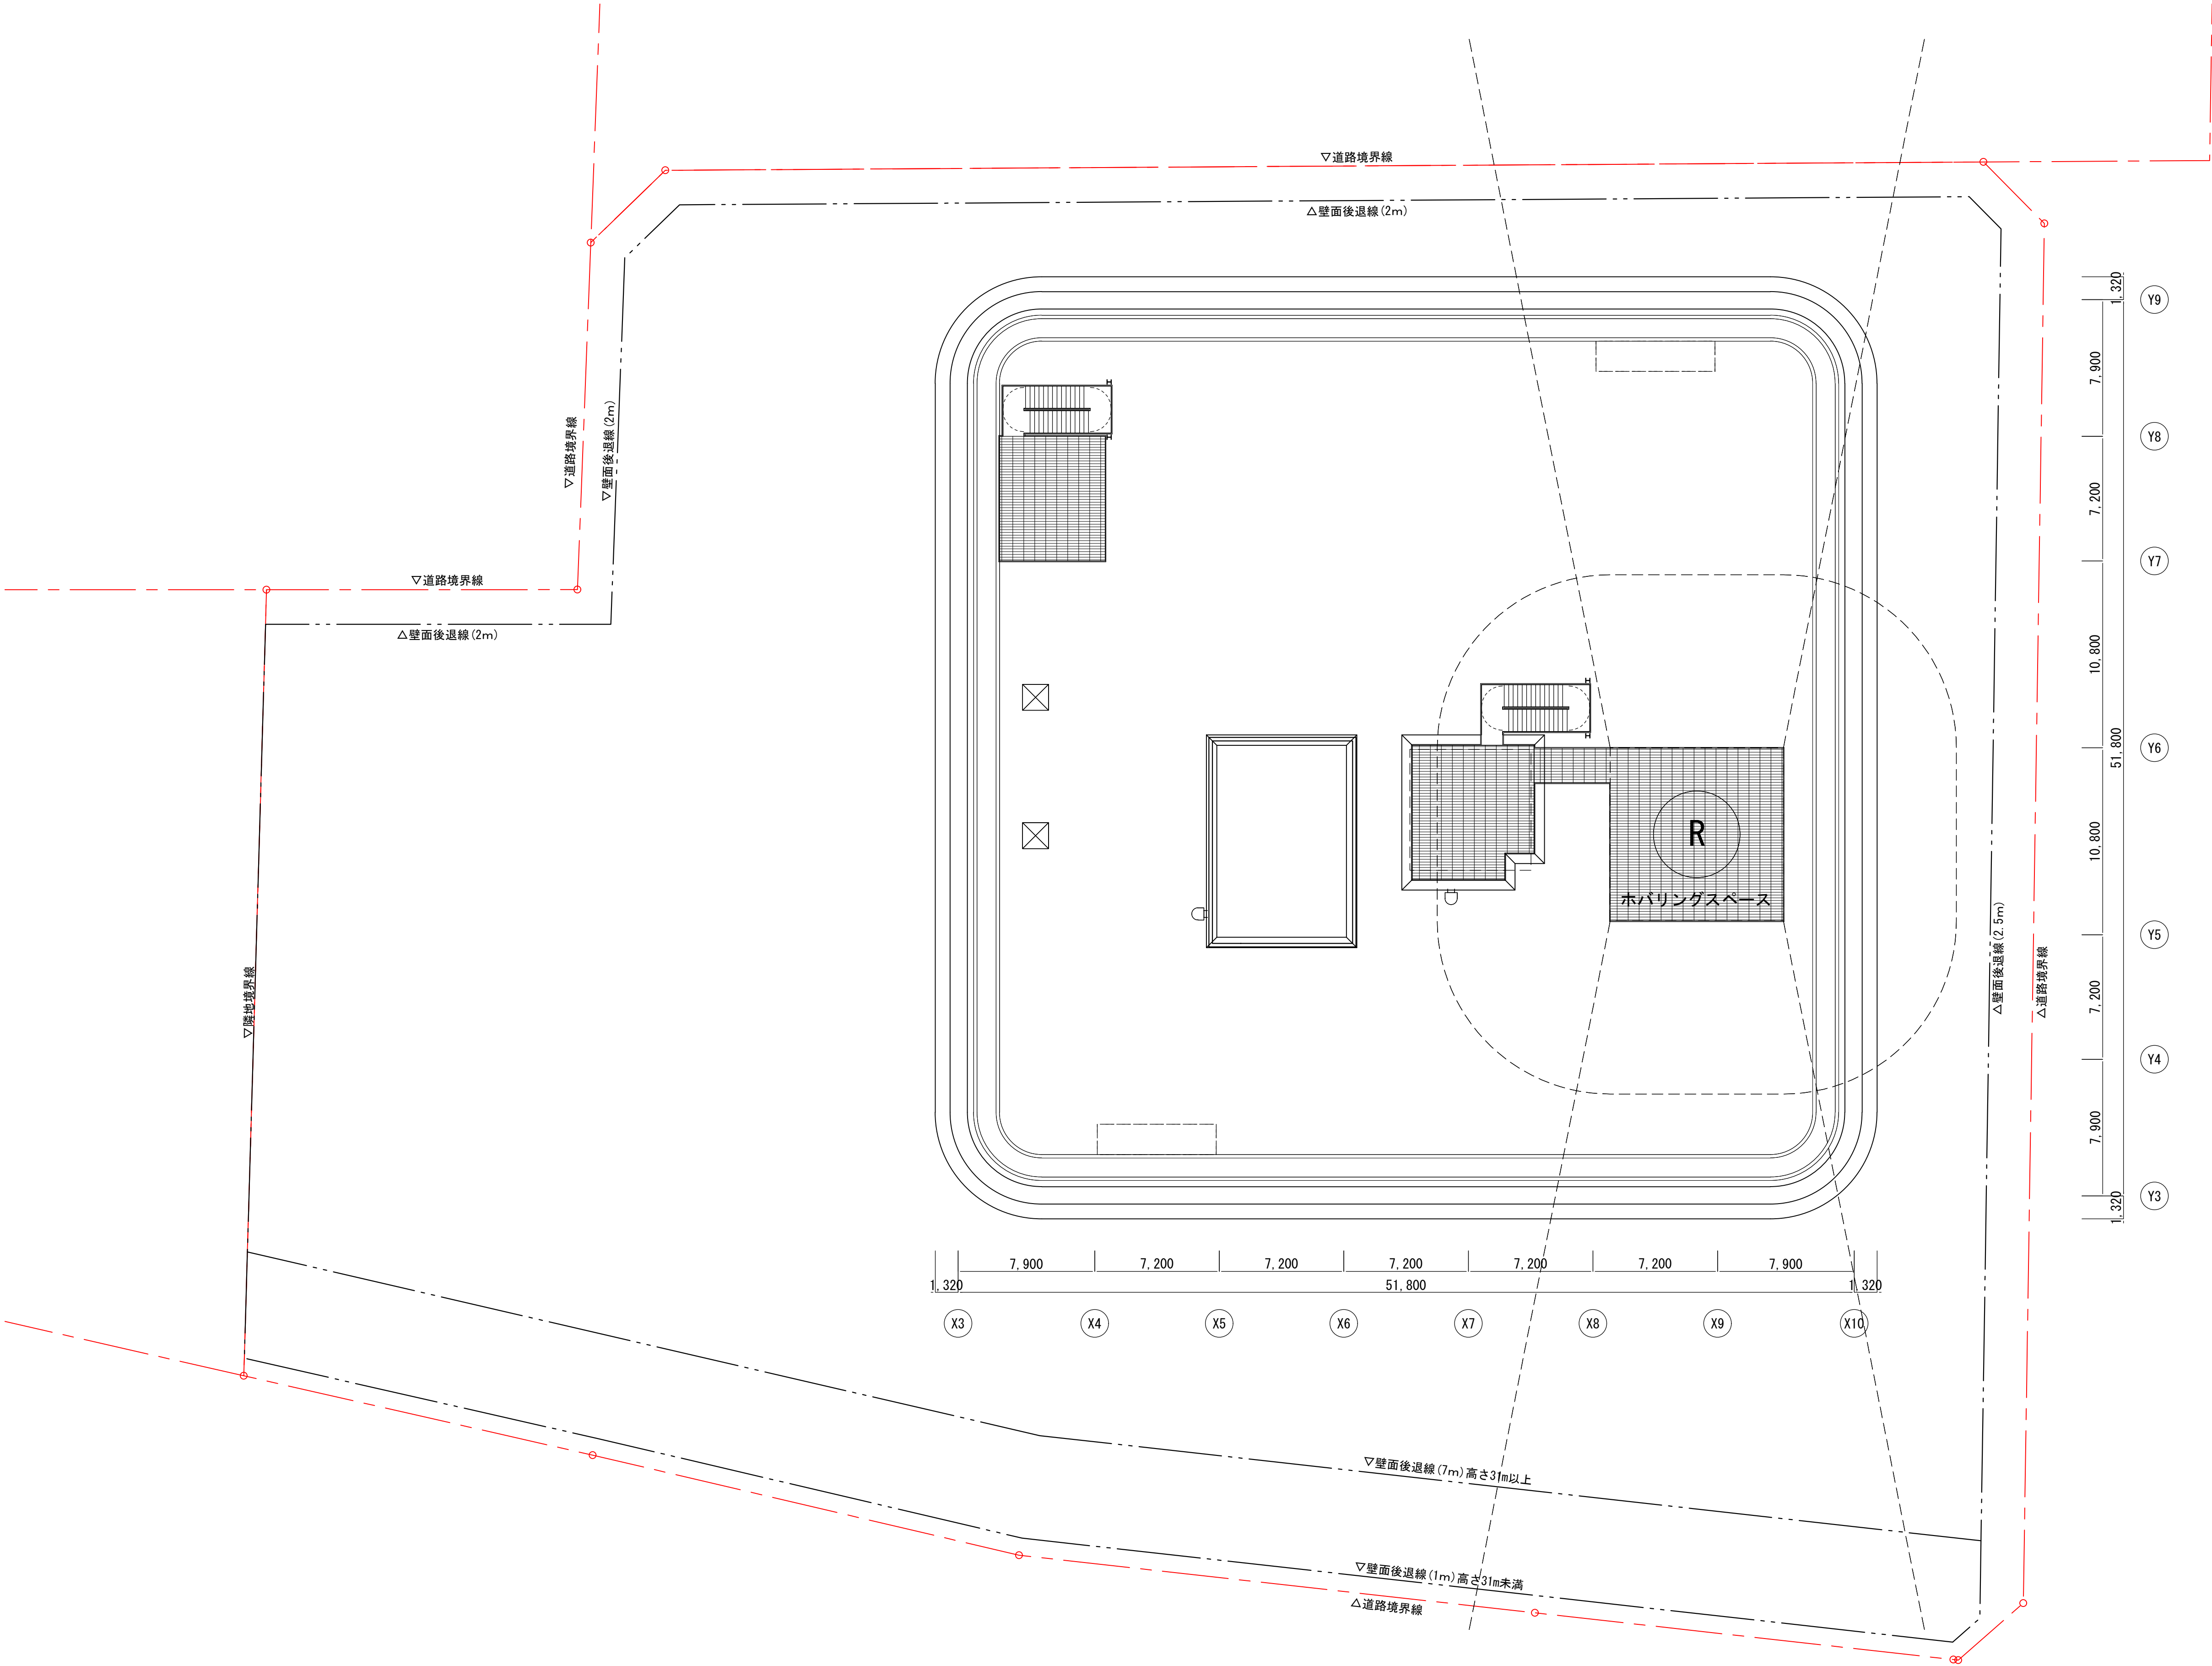 ▽道路境界線
△壁面後退線(2m)
▽道路境界線
▽壁面後退線(2m)
▽道路境界線
△壁面後退線(2m)
▽隣地境界線
R
ホバリングスペース
△壁面後退線(2.5m)
△道路境界線
1,320
7,900
7,200
10,800
51,800
10,800
7,200
7,900
1,320
Y9
Y8
Y7
Y6
Y5
Y4
Y3
7,900 7,200 7,200 7,200 7,200 7,200 7,900
1,320 51,800 1,320
X3 X4 X5 X6 X7 X8 X9 X10
▽壁面後退線(7m)高さ31m以上
▽壁面後退線(1m)高さ31m未満
△道路境界線